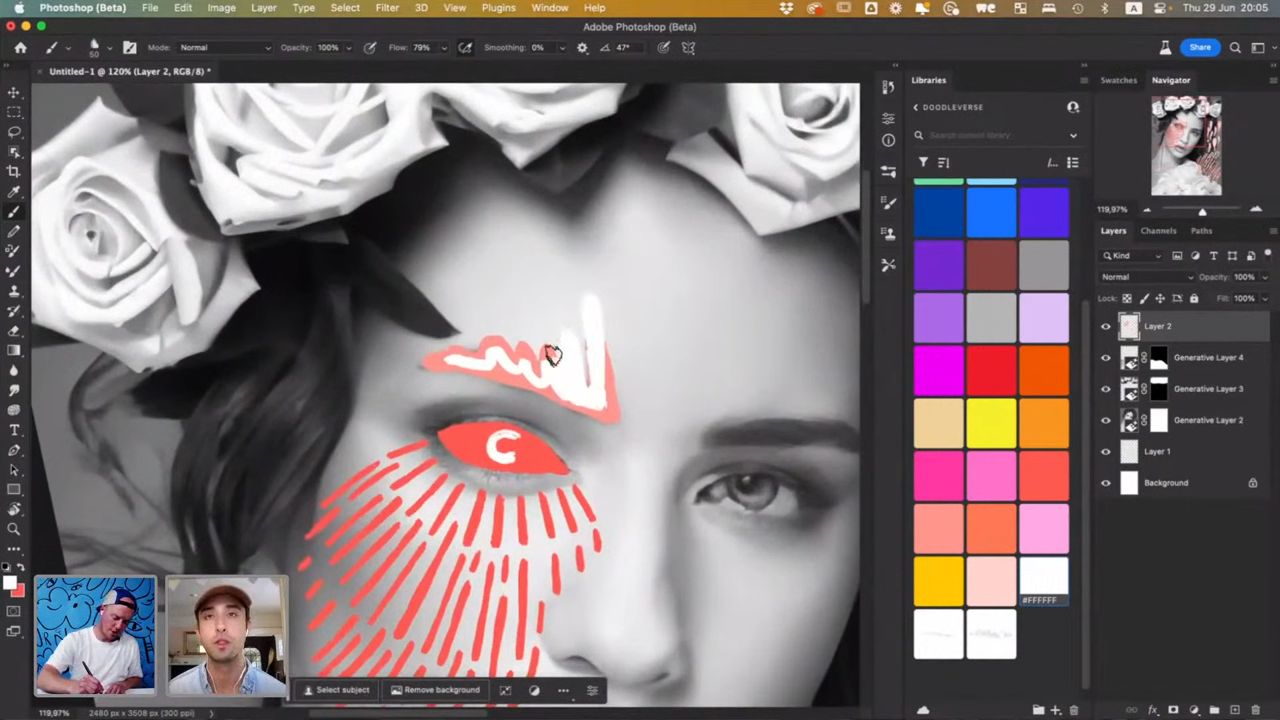 Photoshop (Beta) File Edit Image Layer Type Select Filter 3D View Plugins Window Help A Thu 29 Jun 20:05
Adobe Photoshop (Beta)
50 Mode: Normal Opacity: 100% Flow: 79% Smoothing: 0% 47° Share
Untitled-1 @ 120% (Layer 2, RGB/8) *
Libraries
Swatches Navigator
DOODLEVERSE
Search current library
119,97%
Layers Channels Paths
Kind
Normal Opacity: 100%
Lock: Fill: 100%
Layer 2
Generative Layer 4
Generative Layer 3
Generative Layer 2
Layer 1
Background
#FFFFFF
Select subject Remove background
119,97% 2480 px x 3508 px (300 ppi)